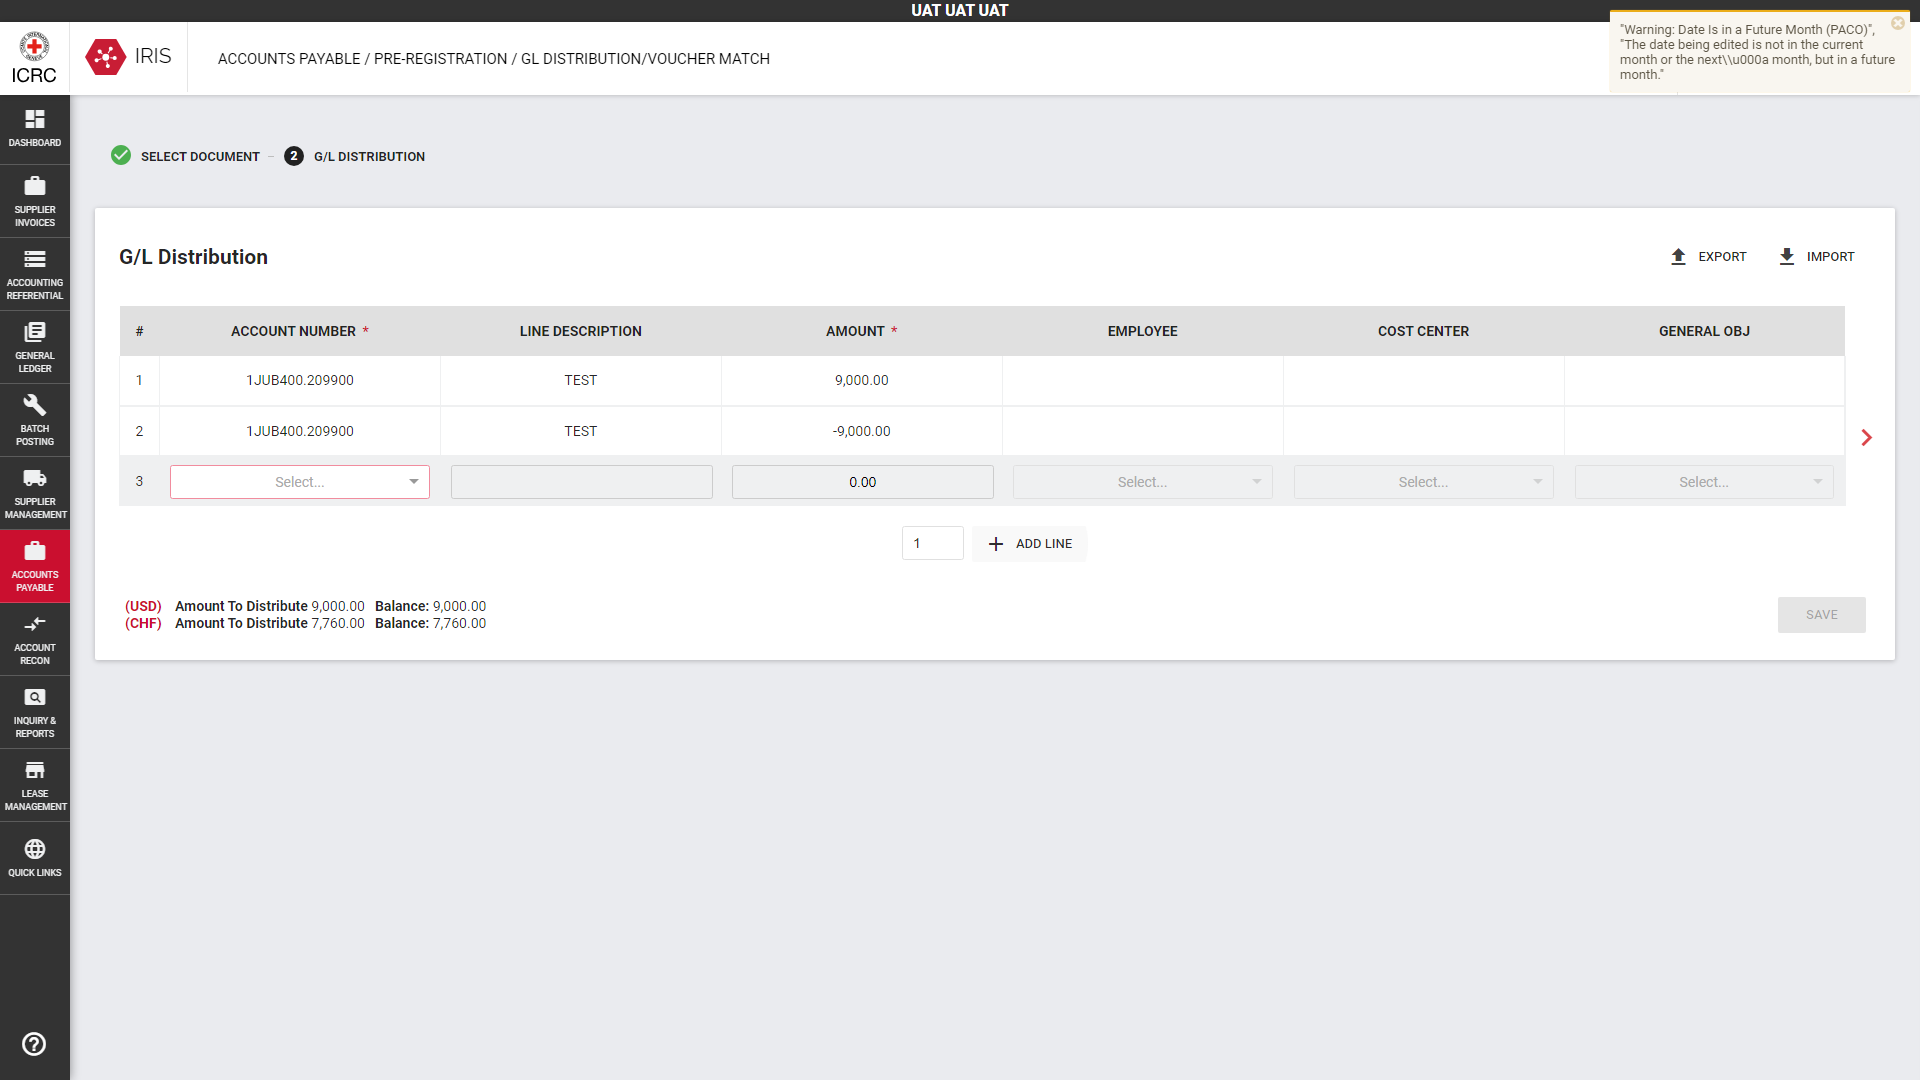 UAT UAT UAT
ICRC
IRIS
ACCOUNTS PAYABLE / PRE-REGISTRATION / GL DISTRIBUTION/VOUCHER MATCH
"Warning: Date Is in a Future Month (PACO)",
"The date being edited is not in the current
month or the next\\u000a month, but in a future
month."
DASHBOARD
SUPPLIER
INVOICES
ACCOUNTING
REFERENTIAL
GENERAL
LEDGER
BATCH
POSTING
SUPPLIER
MANAGEMENT
ACCOUNTS
PAYABLE
ACCOUNT
RECON
INQUIRY &
REPORTS
LEASE
MANAGEMENT
QUICK LINKS
SELECT DOCUMENT – 2 G/L DISTRIBUTION
G/L Distribution
EXPORT
IMPORT
# ACCOUNT NUMBER * LINE DESCRIPTION AMOUNT * EMPLOYEE COST CENTER GENERAL OBJ
1 1JUB400.209900 TEST 9,000.00
2 1JUB400.209900 TEST -9,000.00
3 Select... 0.00 Select... Select... Select...
1 ADD LINE
(USD) Amount To Distribute 9,000.00 Balance: 9,000.00
(CHF) Amount To Distribute 7,760.00 Balance: 7,760.00
SAVE